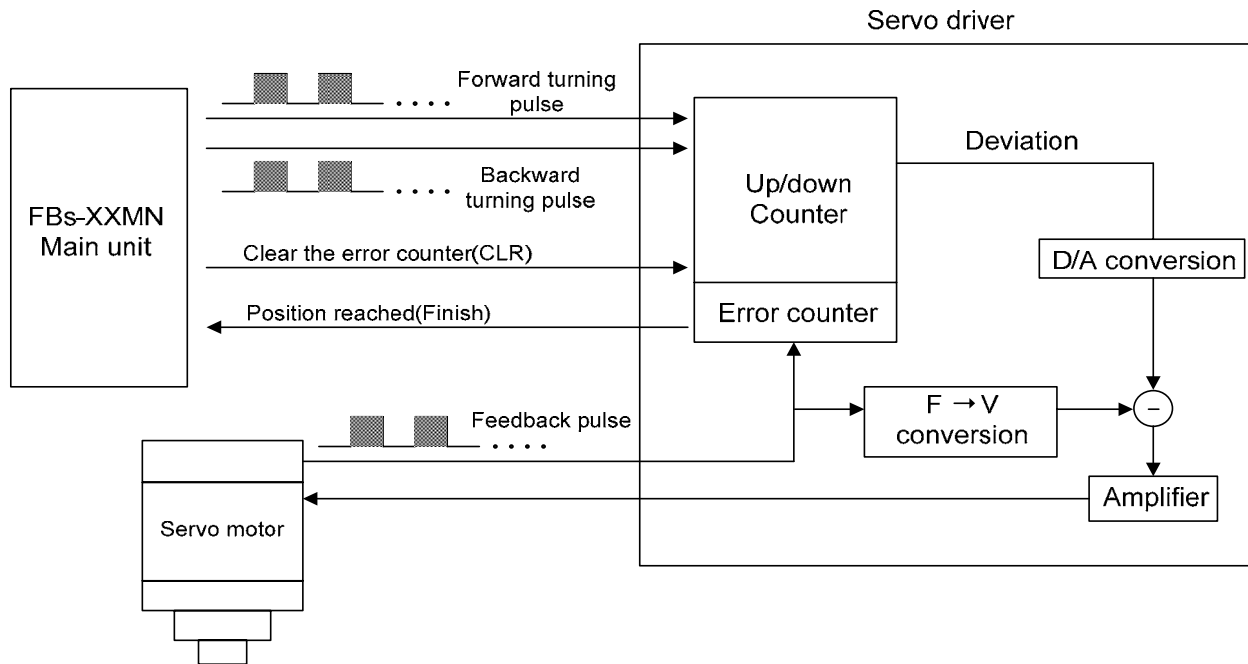 Servo driver
Forward turning
pulse
FBs-XXMN
Main unit
Backward
turning pulse
Clear the error counter(CLR)
Position reached(Finish)
Up/down
Counter
Error counter
Deviation
D/A conversion
F → V
conversion
−
Amplifier
Feedback pulse
Servo motor